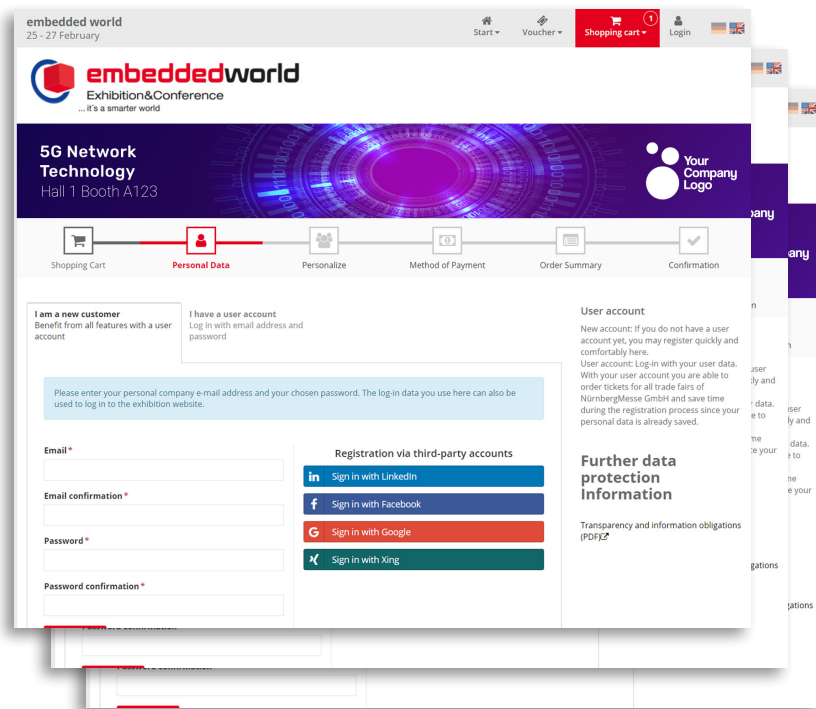 embedded world
25 - 27 February
Start
Voucher
Shopping cart
1
Login
embeddedworld
Exhibition&Conference
... it´s a smarter world
5G Network
Technology
Hall 1 Booth A123
Your
Company
Logo
Shopping Cart
Personal Data
Personalize
Method of Payment
Order Summary
Confirmation
I am a new customer
Benefit from all features with a user
account
I have a user account
Log in with email address and
password
Please enter your personal company e-mail address and your chosen password. The log-in data you use here can also be
used to log in to the exhibition website.
Email *
Email confirmation *
Password *
Password confirmation *
Registration via third-party accounts
in Sign in with LinkedIn
f Sign in with Facebook
G Sign in with Google
Sign in with Xing
User account
New account: If you do not have a user
account yet, you may register quickly and
comfortably here.
User account: Log-in with your user data.
With your user account you are able to
order tickets for all trade fairs of
NürnbergMesse GmbH and save time
during the registration process since your
personal data is already saved.
Further data
protection
Information
Transparency and information obligations
(PDF)